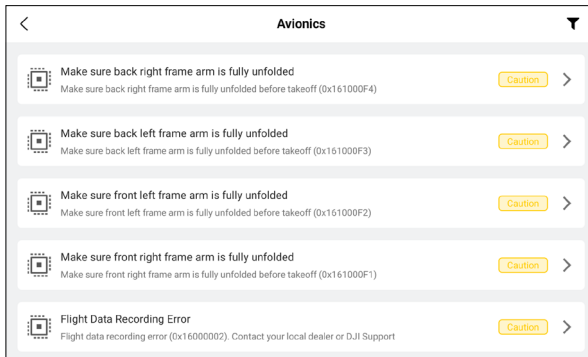 Avionics
Make sure back right frame arm is fully unfolded
Make sure back right frame arm is fully unfolded before takeoff (0x161000F4)
Caution
Make sure back left frame arm is fully unfolded
Make sure back left frame arm is fully unfolded before takeoff (0x161000F3)
Caution
Make sure front left frame arm is fully unfolded
Make sure front left frame arm is fully unfolded before takeoff (0x161000F2)
Caution
Make sure front right frame arm is fully unfolded
Make sure front right frame arm is fully unfolded before takeoff (0x161000F1)
Caution
Flight Data Recording Error
Flight data recording error (0x16000002). Contact your local dealer or DJI Support
Caution